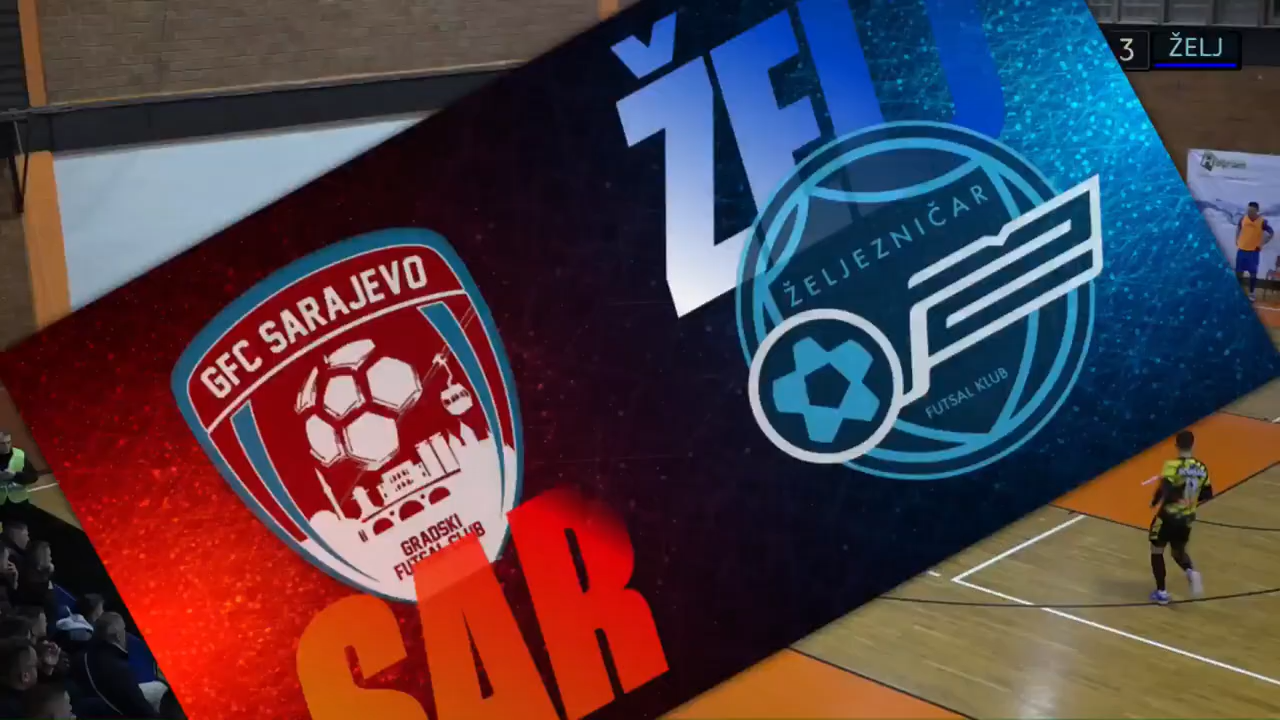 3 ŽELJ
ŽELJ
ŽELJEZNIČAR
FUTSAL KLUB
GFC SARAJEVO
GRADSKI
FUTSAL CLUB
SAR